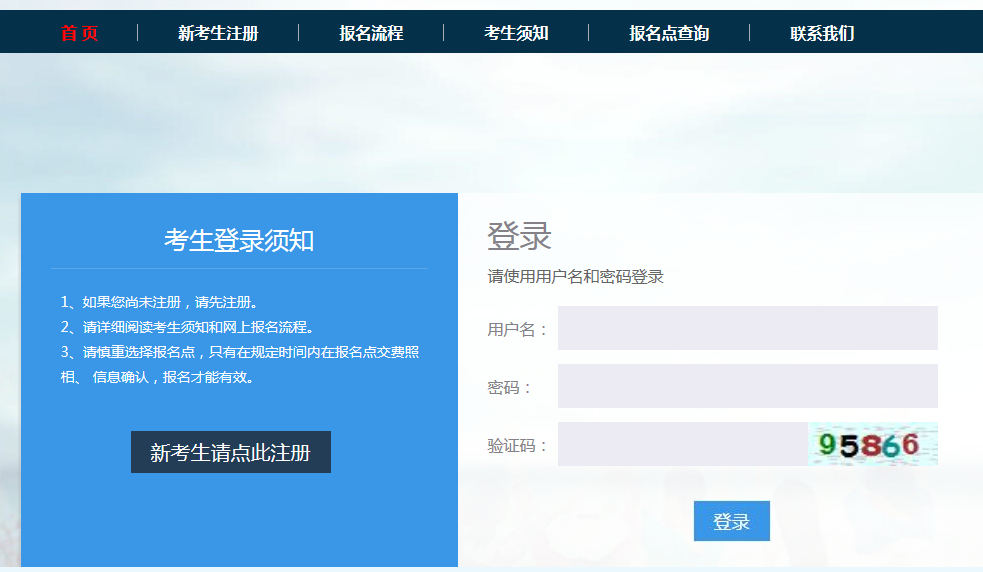 首 页 新考生注册 报名流程 考生须知 报名点查询 联系我们
考生登录须知
1、如果您尚未注册，请先注册。
2、请详细阅读考生须知和网上报名流程。
3、请慎重选择报名点，只有在规定时间内在报名点交费照
相、 信息确认，报名才能有效。
新考生请点此注册
登录
请使用用户名和密码登录
用户名：
密码：
验证码： 95866
登录